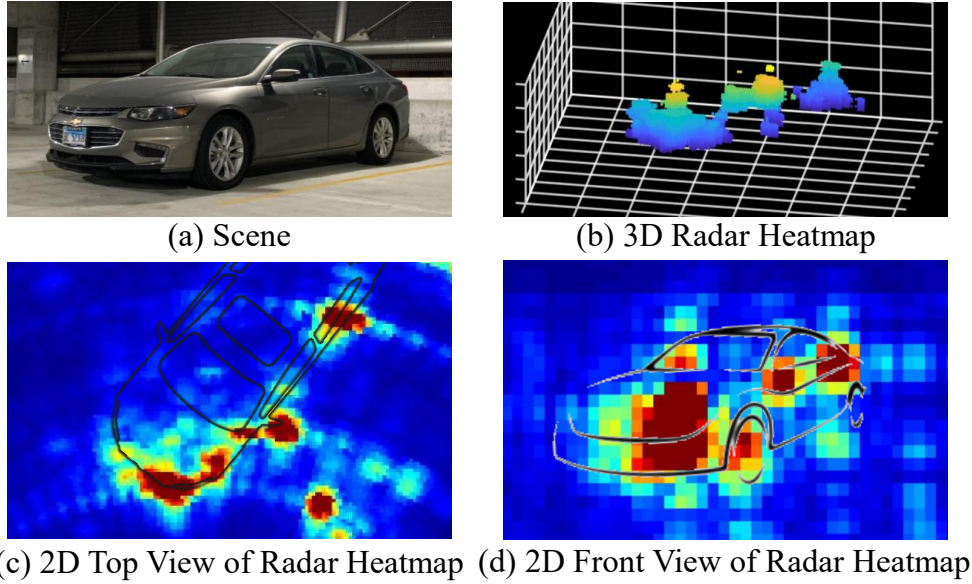 (a) Scene
(b) 3D Radar Heatmap
(c) 2D Top View of Radar Heatmap
(d) 2D Front View of Radar Heatmap